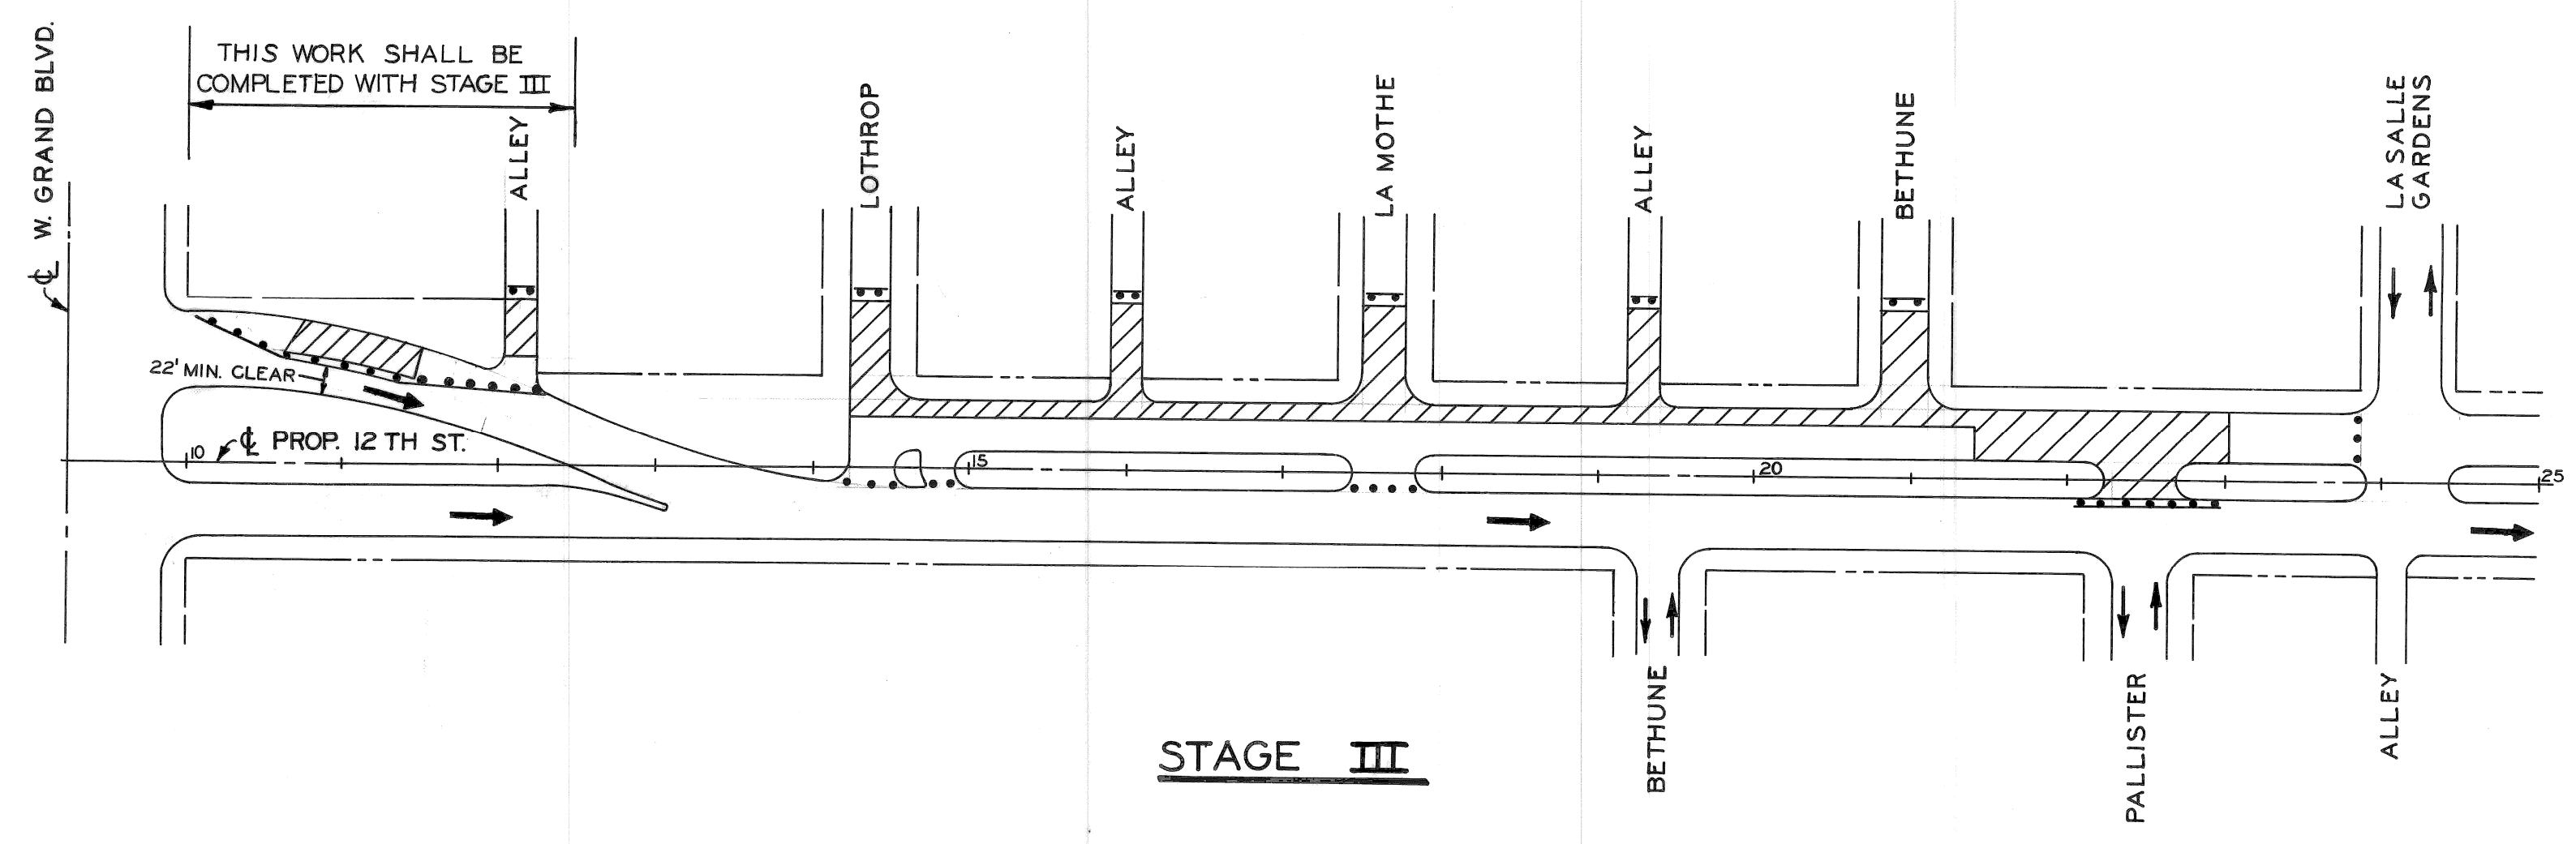 ℄ W. GRAND BLVD.
THIS WORK SHALL BE
COMPLETED WITH STAGE III
ALLEY
LOTHROP
ALLEY
LA MOTHE
ALLEY
BETHUNE
LA SALLE
GARDENS
22' MIN. CLEAR
℄ PROP. 12 TH ST.
10
15
20
25
BETHUNE
PALLISTER
ALLEY
STAGE III